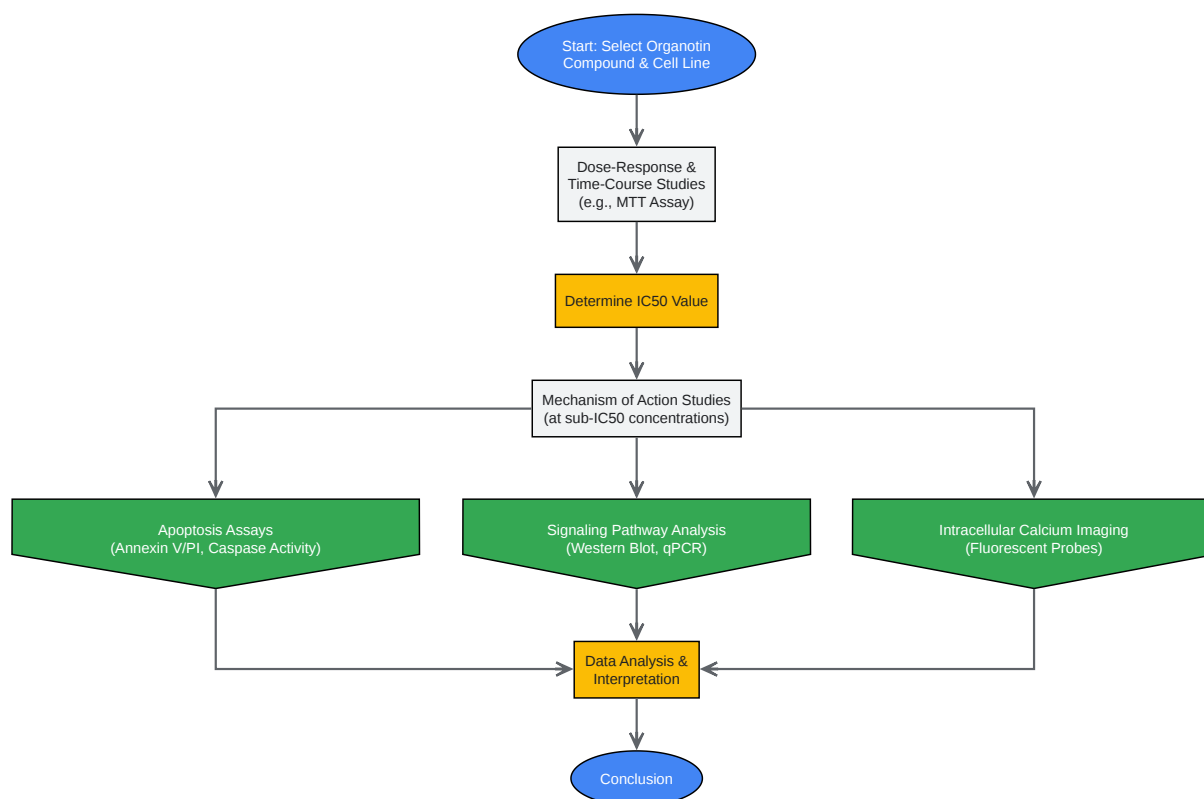 Start: Select Organotin
Compound & Cell Line
Dose-Response &
Time-Course Studies
(e.g., MTT Assay)
Determine IC50 Value
Mechanism of Action Studies
(at sub-IC50 concentrations)
Apoptosis Assays
(Annexin V/PI, Caspase Activity)
Signaling Pathway Analysis
(Western Blot, qPCR)
Intracellular Calcium Imaging
(Fluorescent Probes)
Data Analysis &
Interpretation
Conclusion